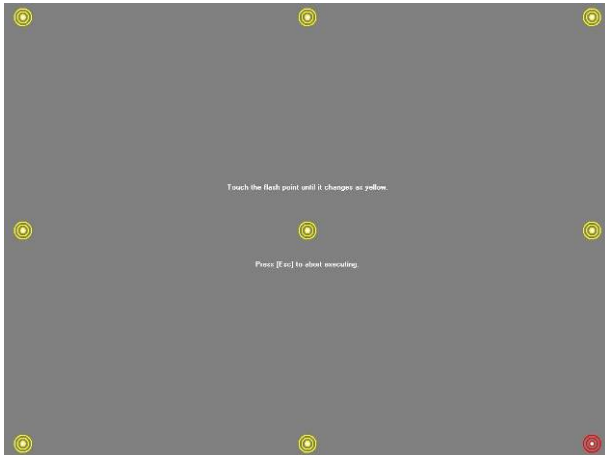 Touch the flash point until it changes as yellow.
Press [Esc] to abort executing.